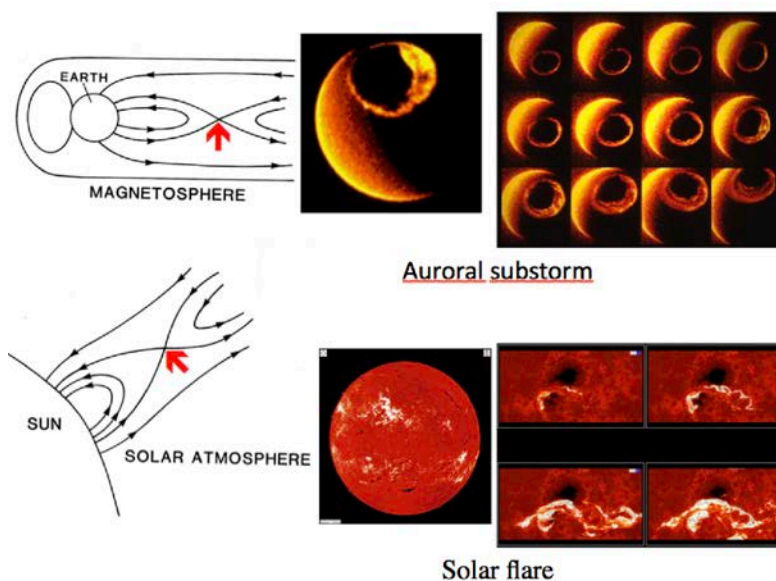 EARTH
MAGNETOSPHERE
Auroral substorm
SUN
SOLAR ATMOSPHERE
Solar flare